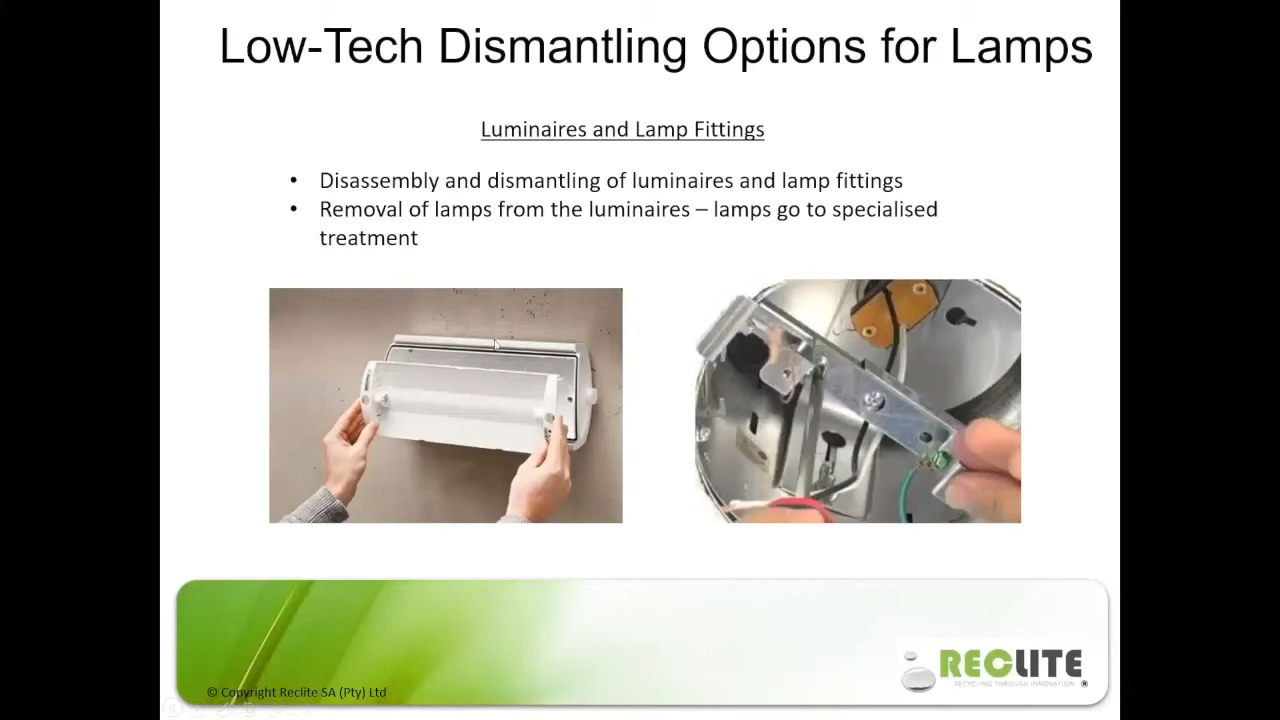 Low-Tech Dismantling Options for Lamps
Luminaires and Lamp Fittings
• Disassembly and dismantling of luminaires and lamp fittings
• Removal of lamps from the luminaires – lamps go to specialised
treatment
RECLITE
RECYCLING THROUGH INNOVATION ®
© Copyright Reclite SA (Pty) Ltd